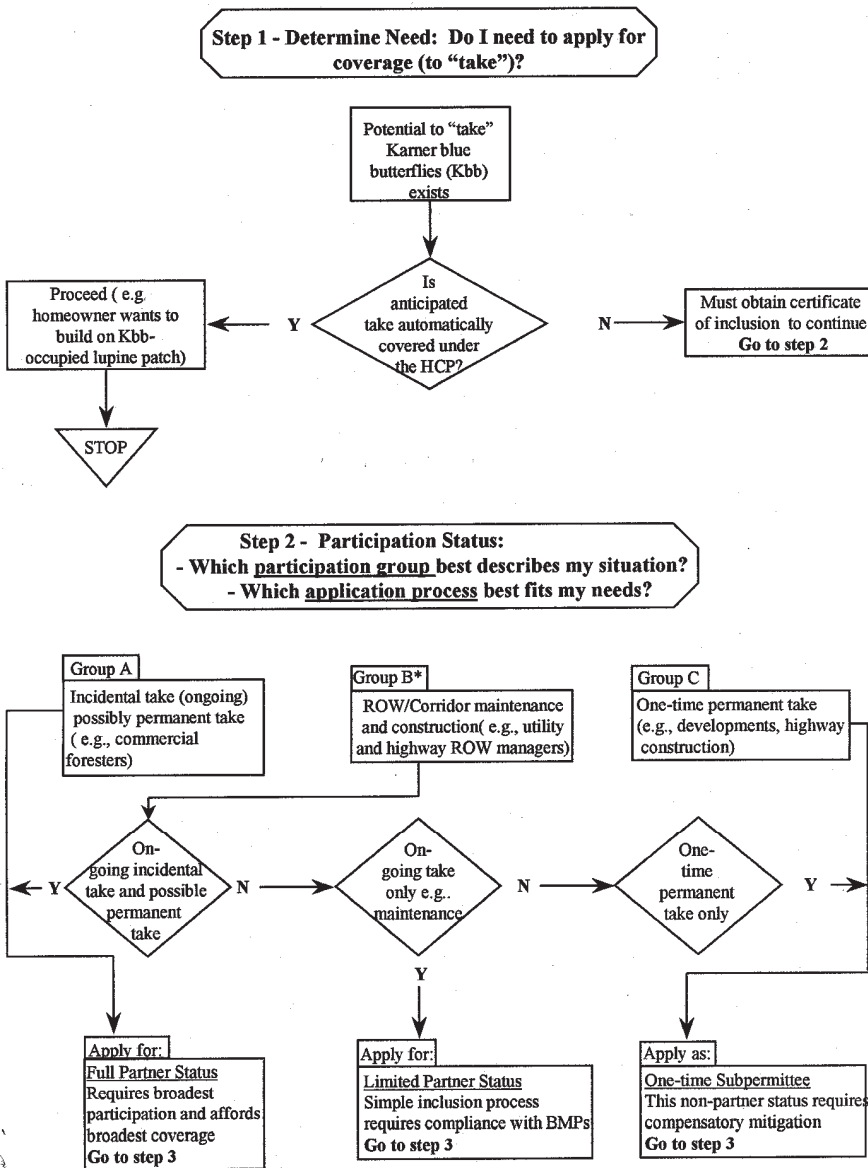 Step 1 - Determine Need: Do I need to apply for
coverage (to “take”)?
Potential to “take”
Karner blue
butterflies (Kbb)
exists
Is
anticipated
take automatically
covered under
the HCP?
Y
N
Proceed ( e.g.
homeowner wants to
build on Kbb-
occupied lupine patch)
STOP
Must obtain certificate
of inclusion to continue
Go to step 2
Step 2 - Participation Status:
- Which participation group best describes my situation?
- Which application process best fits my needs?
Group A
Incidental take (ongoing)
possibly permanent take
( e.g., commercial
foresters)
Group B*
ROW/Corridor maintenance
and construction( e.g., utility
and highway ROW managers)
Group C
One-time permanent take
(e.g., developments, highway
construction)
Y
On-
going incidental
take and possible
permanent
take
N
On-
going take
only e.g..
maintenance
N
Y
One-
time
permanent
take only
Y
Apply for:
Full Partner Status
Requires broadest
participation and affords
broadest coverage
Go to step 3
Apply for:
Limited Partner Status
Simple inclusion process
requires compliance with BMPs
Go to step 3
Apply as:
One-time Subpermittee
This non-partner status requires
compensatory mitigation
Go to step 3